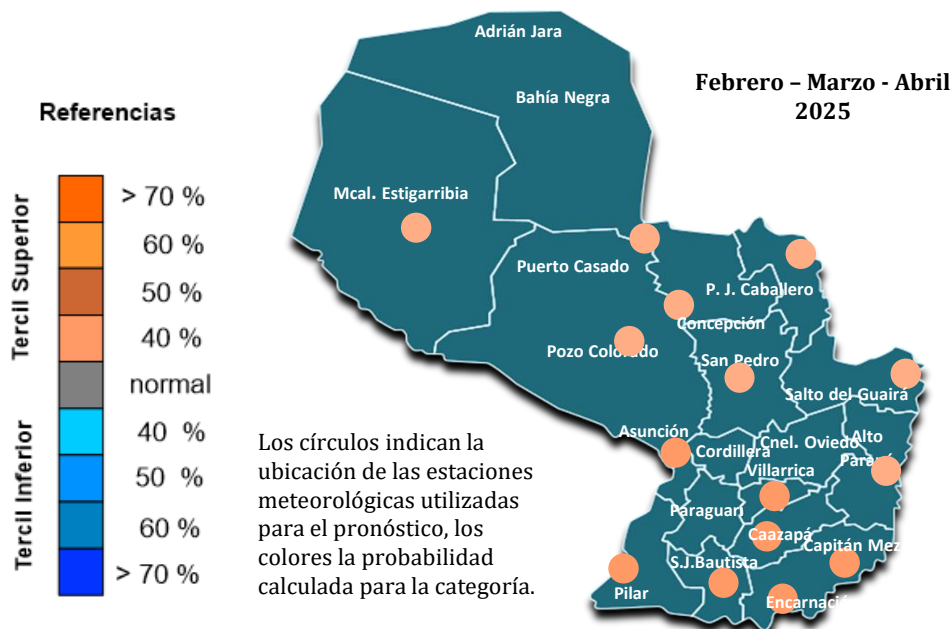 Adrián Jara
Febrero – Marzo - Abril
2025
Bahía Negra
Referencias
Mcal. Estigarribia
Puerto Casado
P. J. Caballero
Concepción
Pozo Colorado
San Pedro
Salto del Guairá
Asunción
Cordillera
Cnel. Oviedo
Alto
Paraná
Villarrica
Paraguarí
Caazapá
Capitán Mez
S.J.Bautista
Pilar
Encarnació
Tercil Superior
> 70 %
60 %
50 %
40 %
normal
Tercil Inferior
40 %
50 %
60 %
> 70 %
Los círculos indican la
ubicación de las estaciones
meteorológicas utilizadas
para el pronóstico, los
colores la probabilidad
calculada para la categoría.